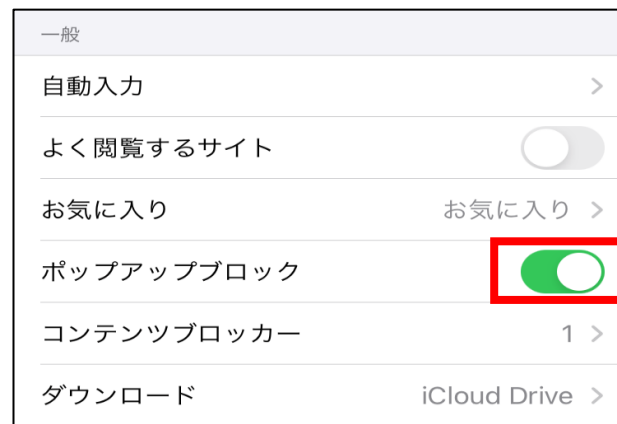 一般
自動入力
よく閲覧するサイト
お気に入り お気に入り
ポップアップブロック
コンテンツブロッカー 1
ダウンロード iCloud Drive